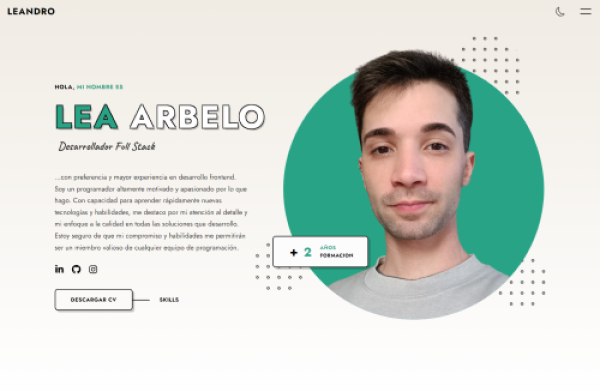 LEANDRO
HOLA, MI NOMBRE ES
LEA ARBELO
Desarrollador Full Stack
...con preferencia y mayor experiencia en desarrollo frontend.
Soy un programador altamente motivado y apasionado por lo que
hago. Con capacidad para aprender rápidamente nuevas
tecnologías y habilidades, me destaco por mi atención al detalle y
mi enfoque a la calidad en todas las soluciones que desarrollo.
Estoy seguro de que mi compromiso y habilidades me permitirán
ser un miembro valioso de cualquier equipo de programación.
+ 2 AÑOS
FORMACION
in
DESCARGAR CV
SKILLS